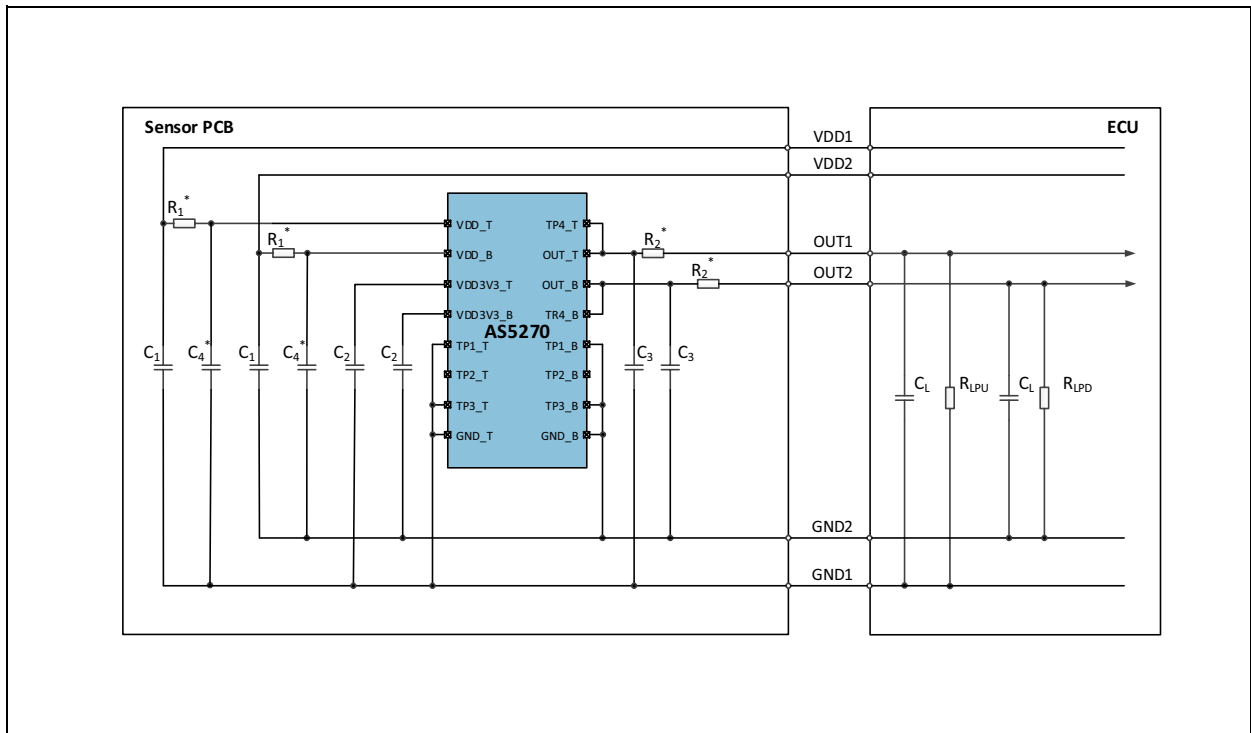 Sensor PCB
ECU
VDD1
VDD2
R1*
VDD_T
TP4_T
R1*
VDD_B
OUT_T
R2*
OUT1
VDD3V3_T
OUT_B
R2*
OUT2
VDD3V3_B
TR4_B
AS5270
C1
C4*
C1
C4*
C2
C2
TP1_T
TP1_B
C3
C3
TP2_T
TP2_B
CL
RLPU
CL
RLPD
TP3_T
TP3_B
GND_T
GND_B
GND2
GND1